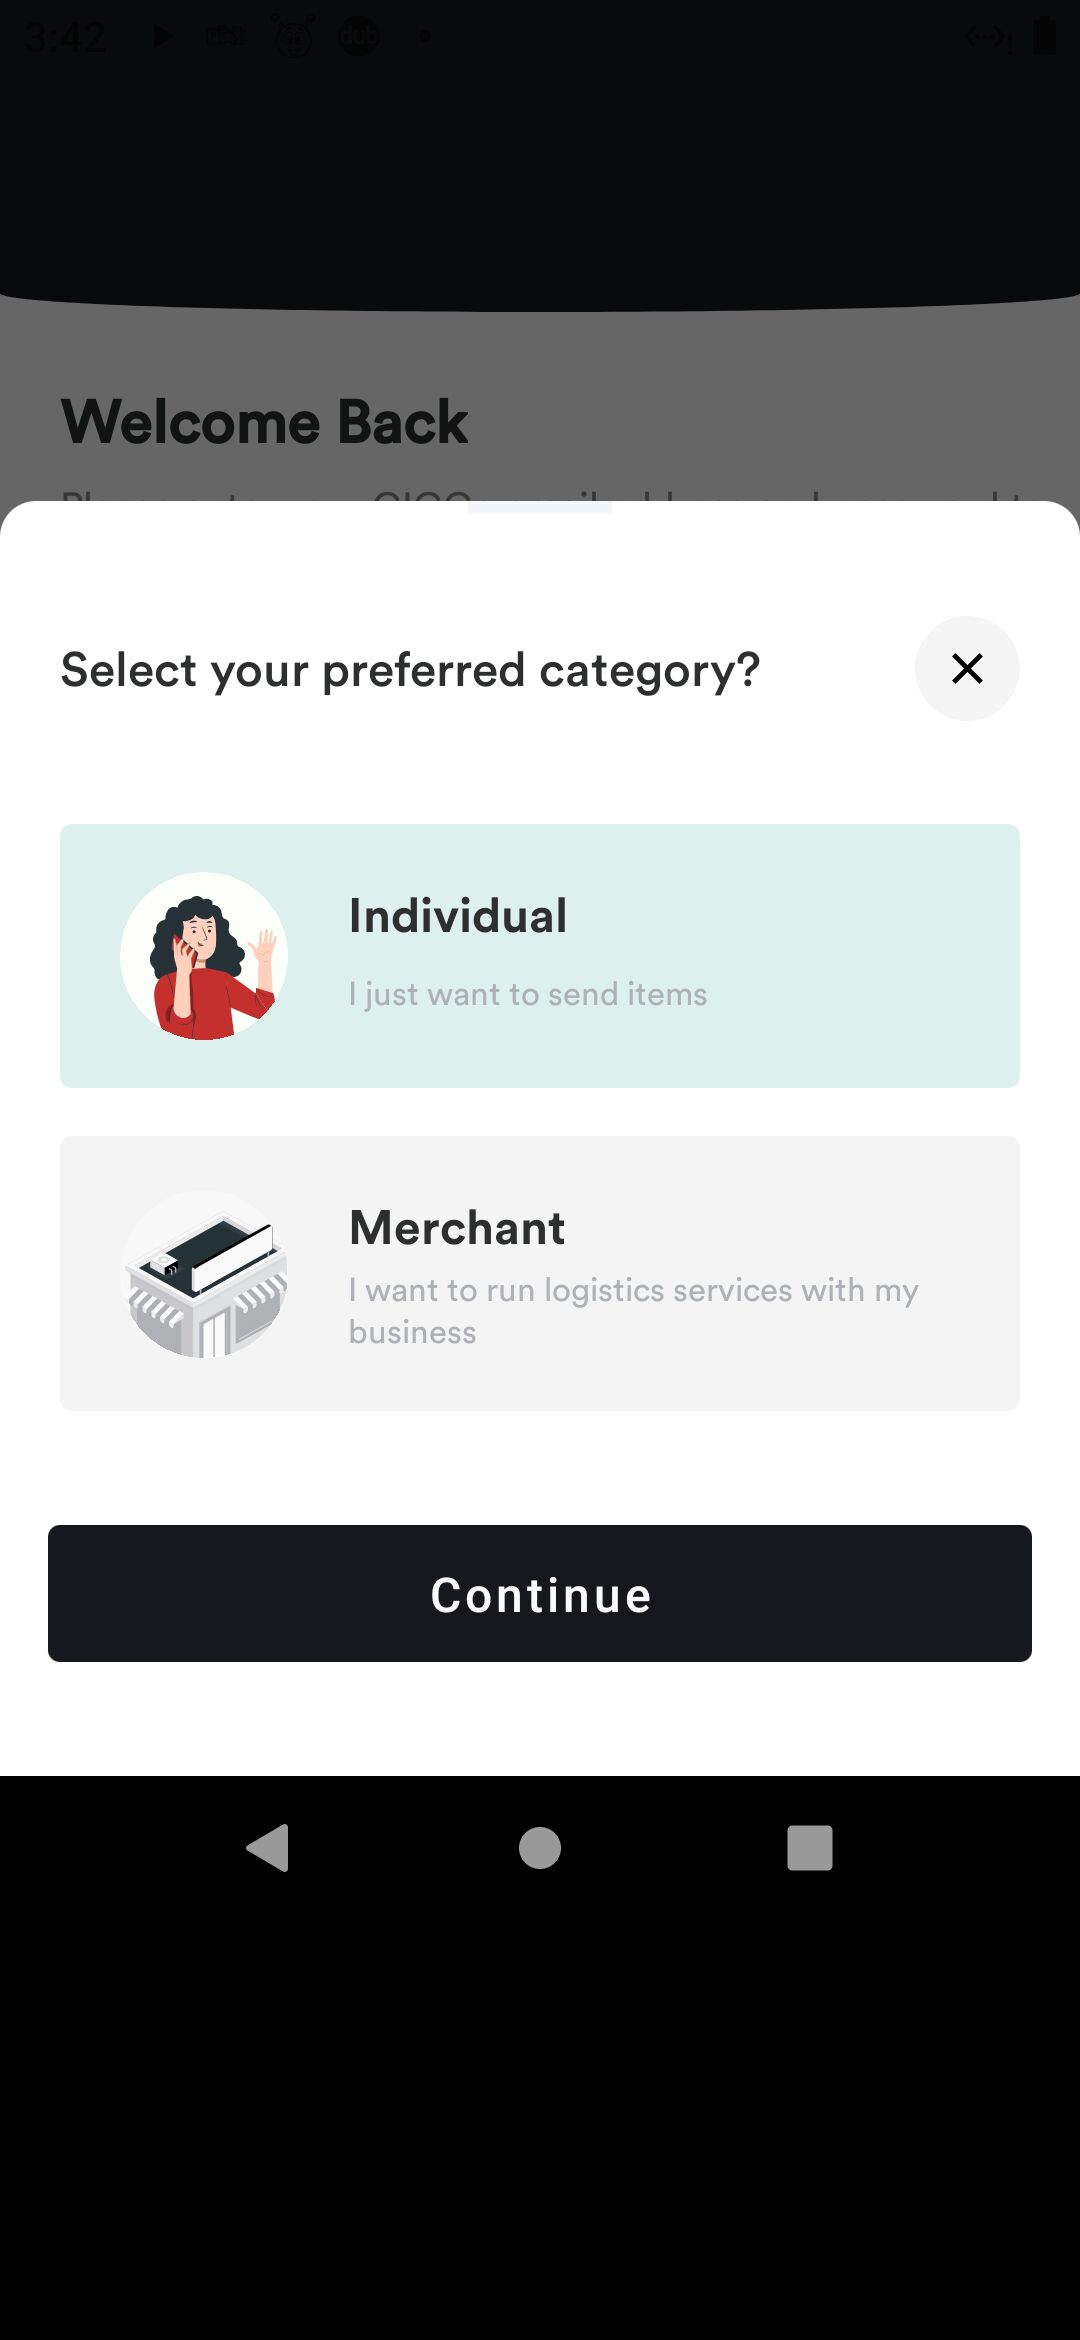 3:42
dub
Welcome Back
Select your preferred category?
Individual
I just want to send items
Merchant
I want to run logistics services with my
business
Continue